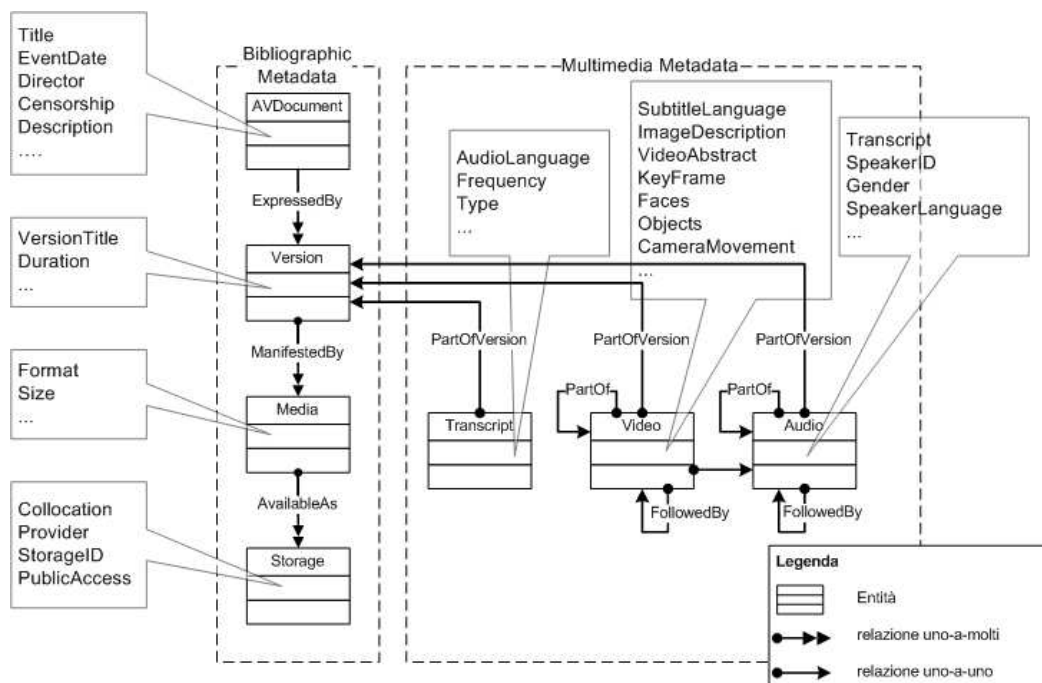 Title
EventDate
Director
Censorship
Description
....
VersionTitle
Duration
...
Format
Size
...
Collocation
Provider
StorageID
PublicAccess
Bibliographic
Metadata
AVDocument
ExpressedBy
Version
ManifestedBy
Media
AvailableAs
Storage
Multimedia Metadata
AudioLanguage
Frequency
Type
...
SubtitleLanguage
ImageDescription
VideoAbstract
KeyFrame
Faces
Objects
CameraMovement
...
Transcript
SpeakerID
Gender
SpeakerLanguage
...
PartOfVersion
PartOfVersion
PartOfVersion
PartOf
PartOf
Transcript
Video
Audio
FollowedBy
FollowedBy
Legenda
Entità
relazione uno-a-molti
relazione uno-a-uno